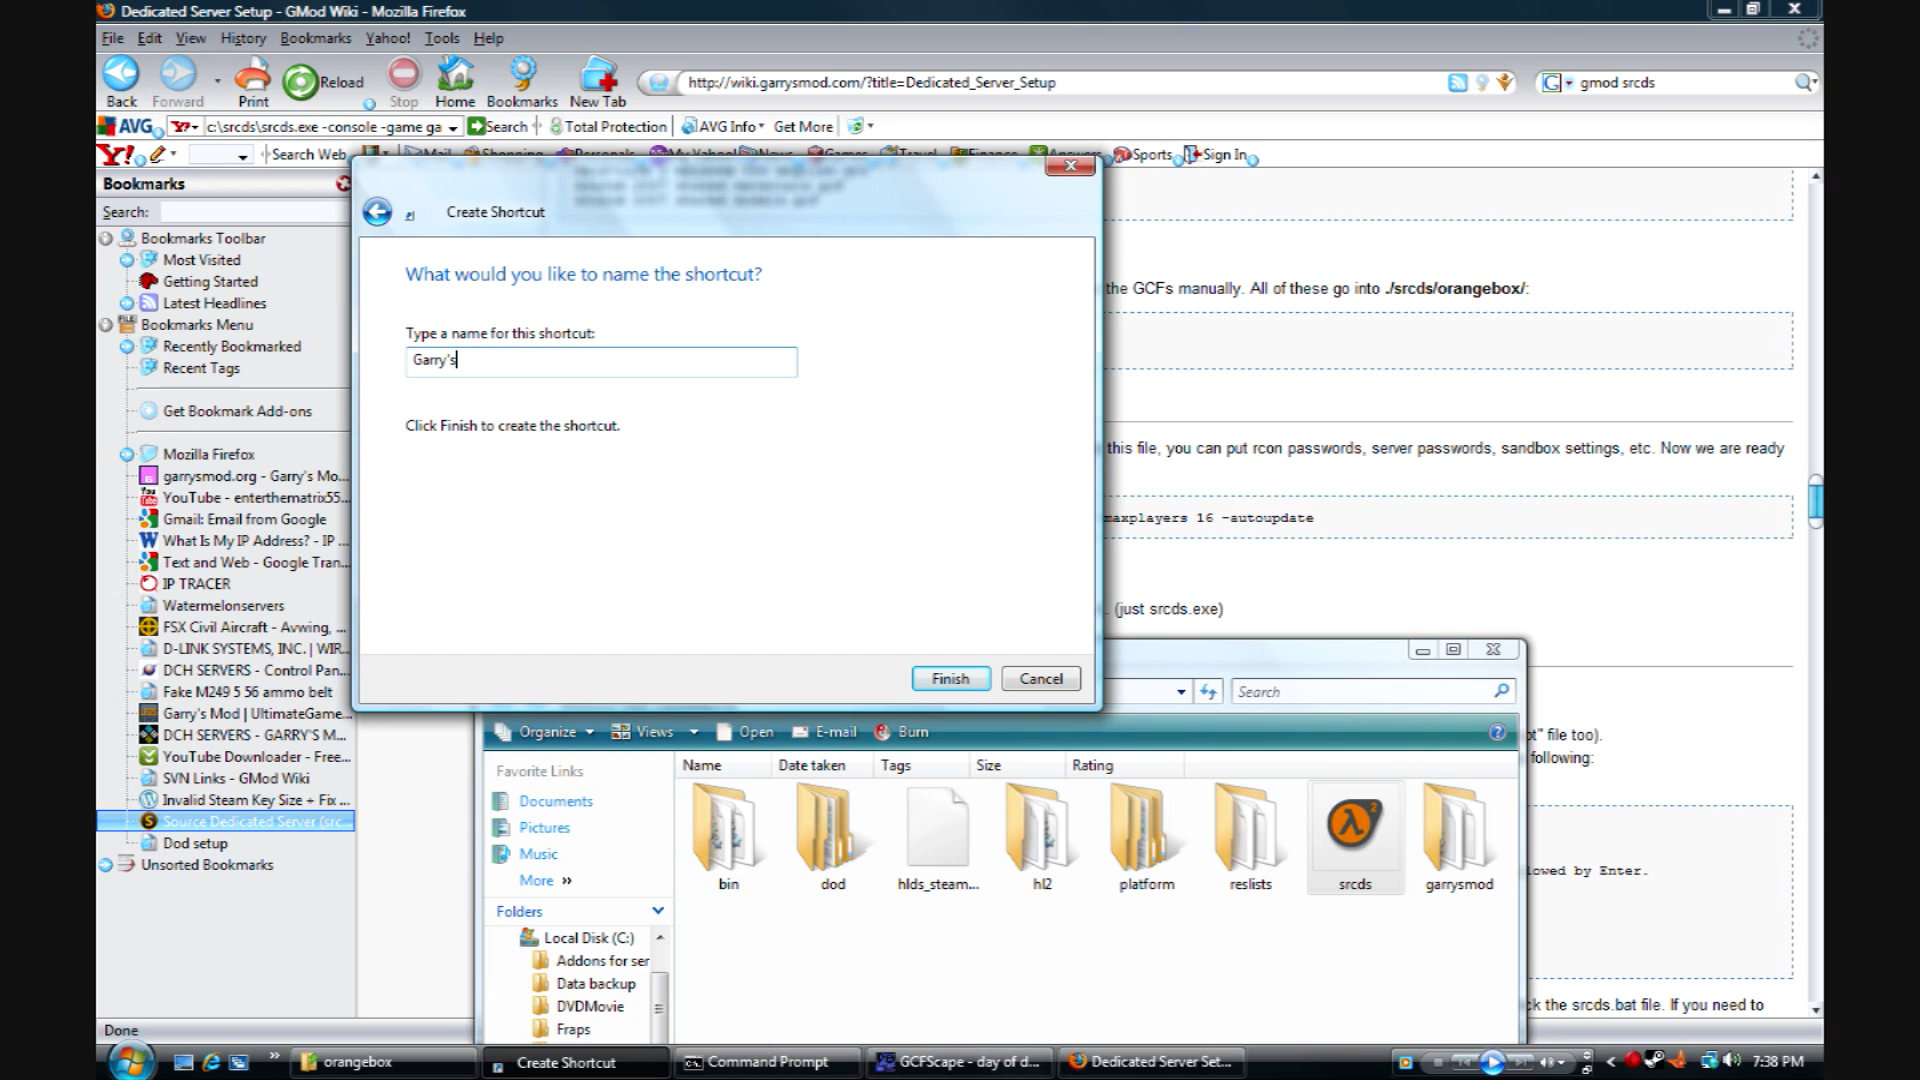 Dedicated Server Setup - GMod Wiki - Mozilla Firefox
File Edit View History Bookmarks Yahoo! Tools Help
Back Forward Print Reload Stop Home Bookmarks New Tab
http://wiki.garrysmod.com/?title=Dedicated_Server_Setup
gmod srcds
AVG c:\srcds\srcds.exe -console -game ga Search Total Protection AVG Info Get More
Y! Search Web Sports Sign In
Bookmarks
Search:
Bookmarks Toolbar
Most Visited
Getting Started
Latest Headlines
Bookmarks Menu
Recently Bookmarked
Recent Tags
Get Bookmark Add-ons
Mozilla Firefox
garrysmod.org - Garry's Mo...
YouTube - enterthematrix55...
Gmail: Email from Google
What Is My IP Address? - IP ...
Text and Web - Google Tran...
IP TRACER
Watermelonservers
FSX Civil Aircraft - Avwing, ...
D-LINK SYSTEMS, INC. | WIR...
DCH SERVERS - Control Pan...
Fake M249 5 56 ammo belt
Garry's Mod | UltimateGame...
DCH SERVERS - GARRY'S M...
YouTube Downloader - Free...
SVN Links - GMod Wiki
Invalid Steam Key Size + Fix ...
Source Dedicated Server (src...
Dod setup
Unsorted Bookmarks
Done
Create Shortcut
What would you like to name the shortcut?
Type a name for this shortcut:
Garry's
Click Finish to create the shortcut.
Finish Cancel
the GCFs manually. All of these go into ./srcds/orangebox/:
this file, you can put rcon passwords, server passwords, sandbox settings, etc. Now we are ready
maxplayers 16 -autoupdate
(just srcds.exe)
file too).
following:
lowed by Enter.
ck the srcds.bat file. If you need to
Search
Organize Views Open E-mail Burn
Favorite Links
Documents
Pictures
Music
More »
Folders
Local Disk (C:)
Addons for ser
Data backup
DVDMovie
Fraps
Name Date taken Tags Size Rating
bin dod hlds_steam... hl2 platform reslists srcds garrysmod
orangebox Create Shortcut Command Prompt GCFScape - day of d... Dedicated Server Set... 7:38 PM